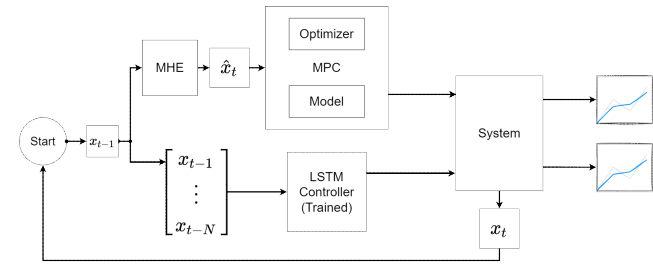 Optimizer
MHE
x̂_t
MPC
Model
Start
x_{t-1}
System
x_{t-1}
⋮
x_{t-N}
LSTM
Controller
(Trained)
x_t